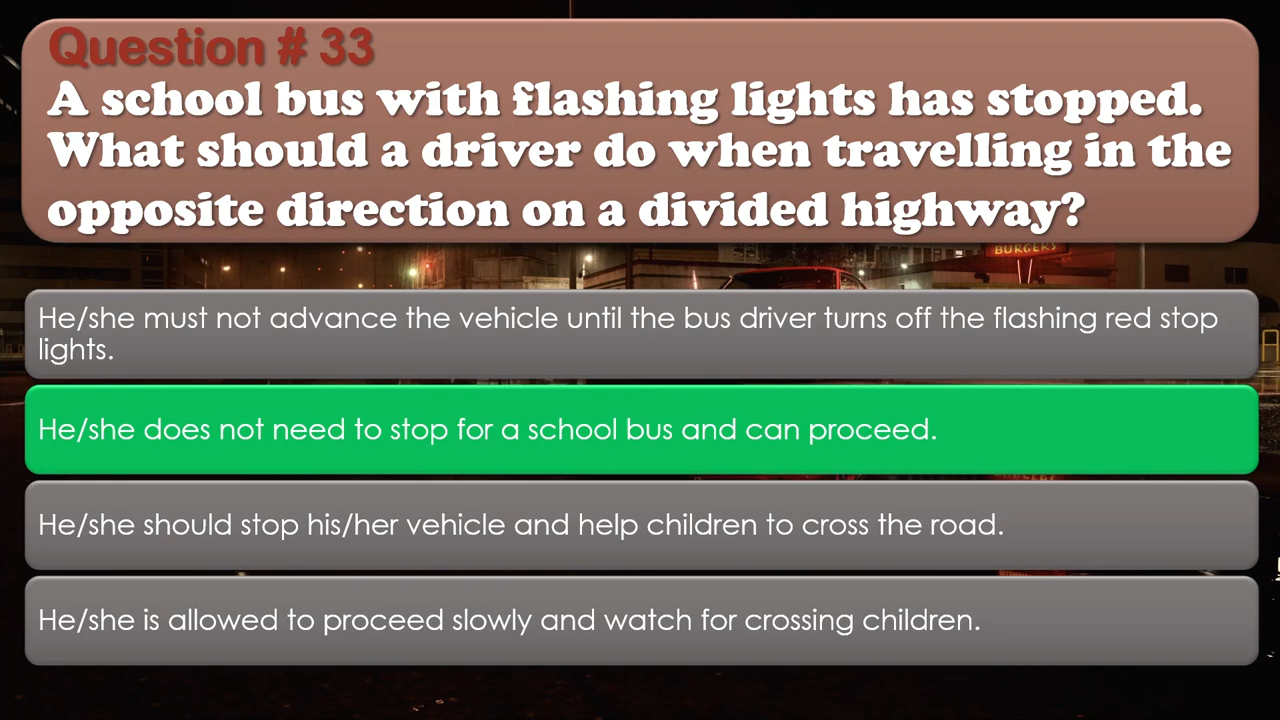 Question # 33
A school bus with flashing lights has stopped.
What should a driver do when travelling in the
opposite direction on a divided highway?
BURGERS
He/she must not advance the vehicle until the bus driver turns off the flashing red stop
lights.
He/she does not need to stop for a school bus and can proceed.
He/she should stop his/her vehicle and help children to cross the road.
He/she is allowed to proceed slowly and watch for crossing children.